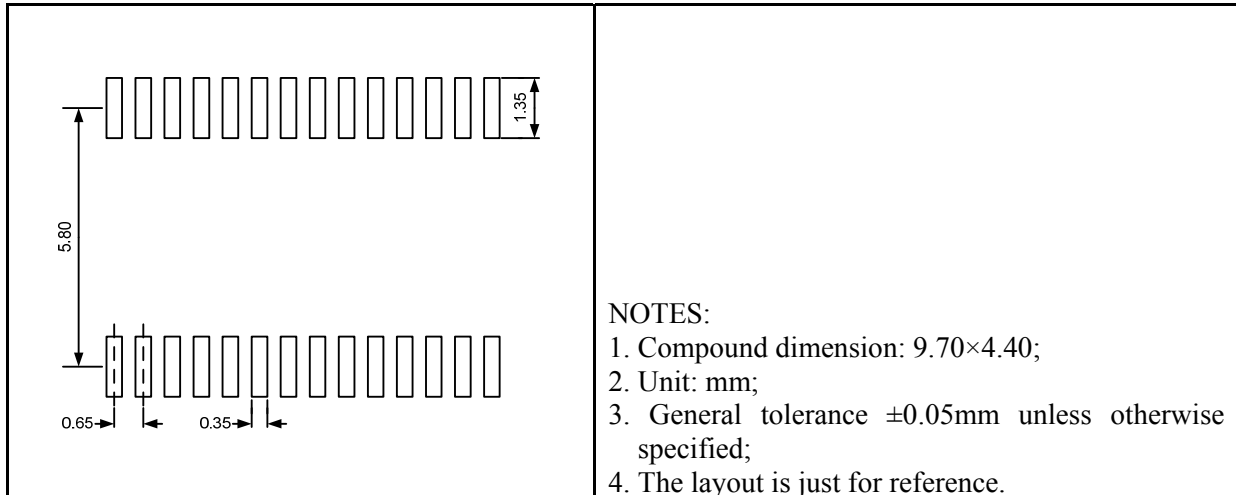 1.35
5.80
0.65
0.35
NOTES:
1. Compound dimension: 9.70×4.40;
2. Unit: mm;
3. General tolerance ±0.05mm unless otherwise
specified;
4. The layout is just for reference.